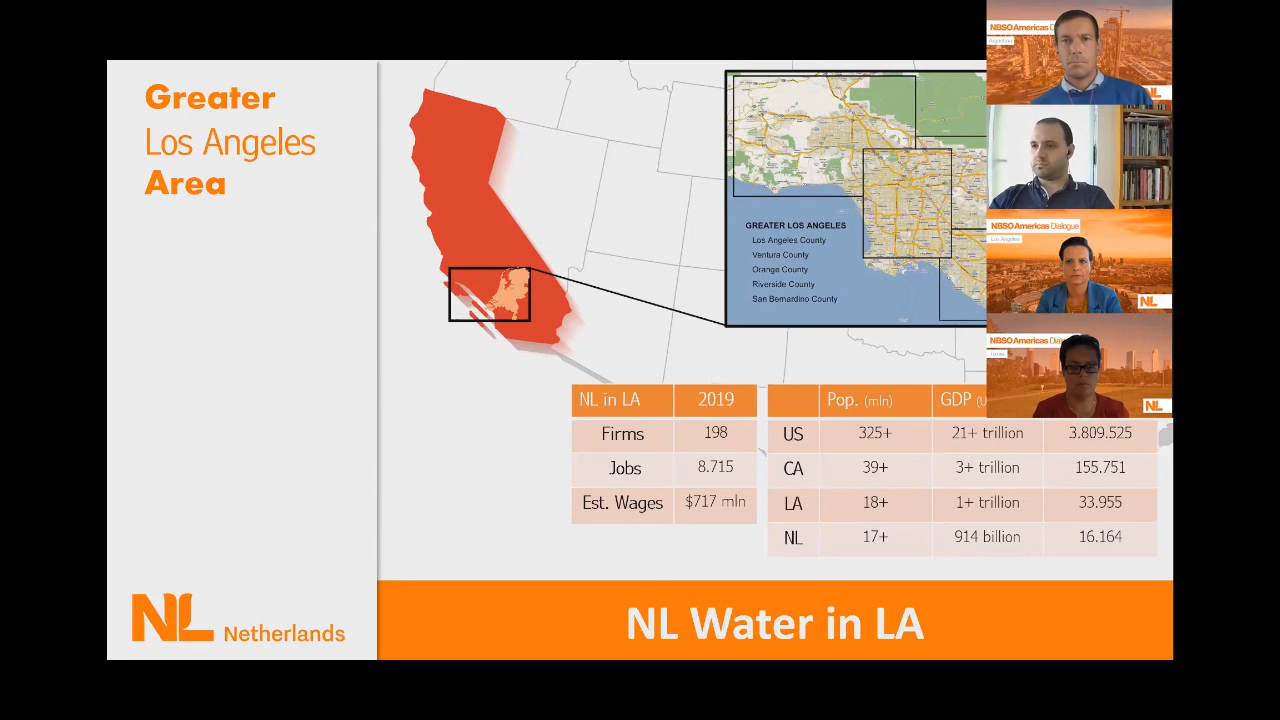 Greater
Los Angeles
Area
GREATER LOS ANGELES
Los Angeles County
Ventura County
Orange County
Riverside County
San Bernardino County
NBSO Americas
Argentina
NL
NBSO Americas Dialogue
Los Angeles
NL
NBSO Americas
Texas
NL
NL in LA 2019
Firms 198
Jobs 8.715
Est. Wages $717 mln
Pop. (mln) GDP
US 325+ 21+ trillion 3.809.525
CA 39+ 3+ trillion 155.751
LA 18+ 1+ trillion 33.955
NL 17+ 914 billion 16.164
NL Netherlands
NL Water in LA